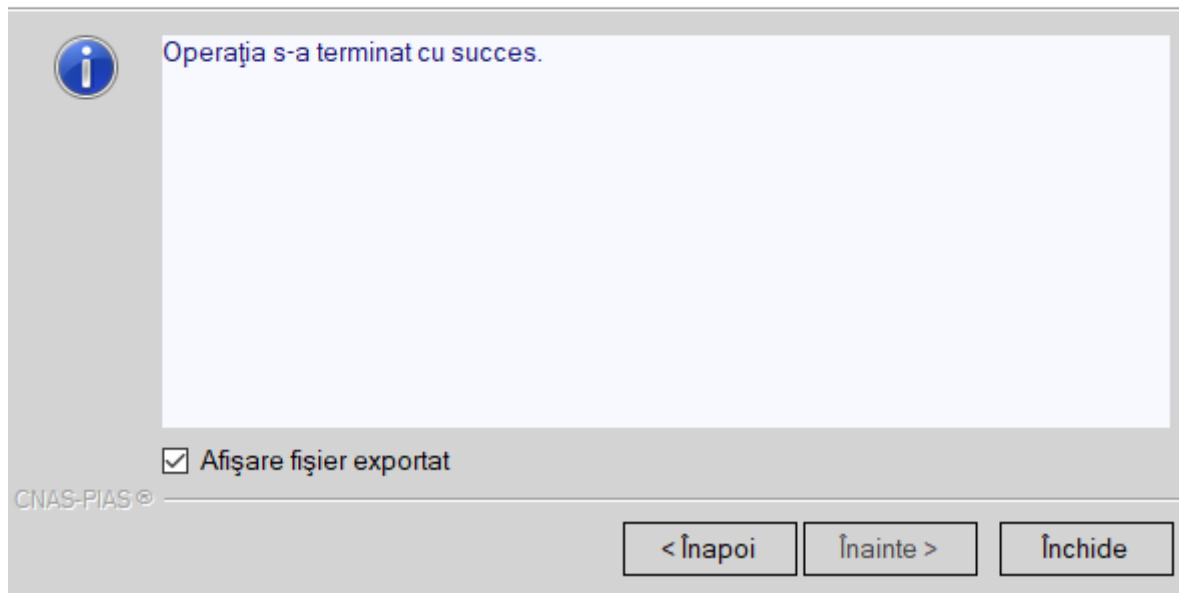 Operaţia s-a terminat cu succes.
Afişare fişier exportat
CNAS-PIAS ®
< Înapoi
Înainte >
Închide